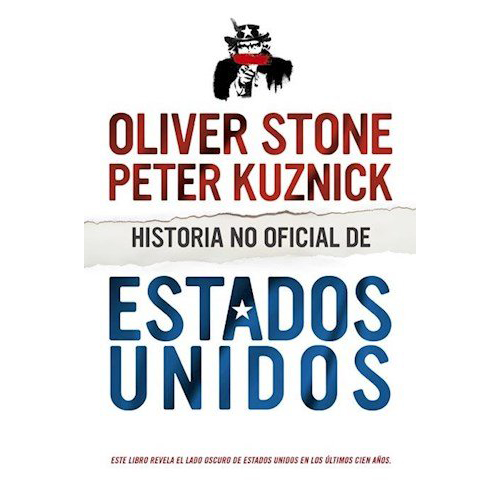 OLIVER STONE
PETER KUZNICK
HISTORIA NO OFICIAL DE
ESTADOS
UNIDOS
ESTE LIBRO REVELA EL LADO OSCURO DE ESTADOS UNIDOS EN LOS ÚLTIMOS CIEN AÑOS.